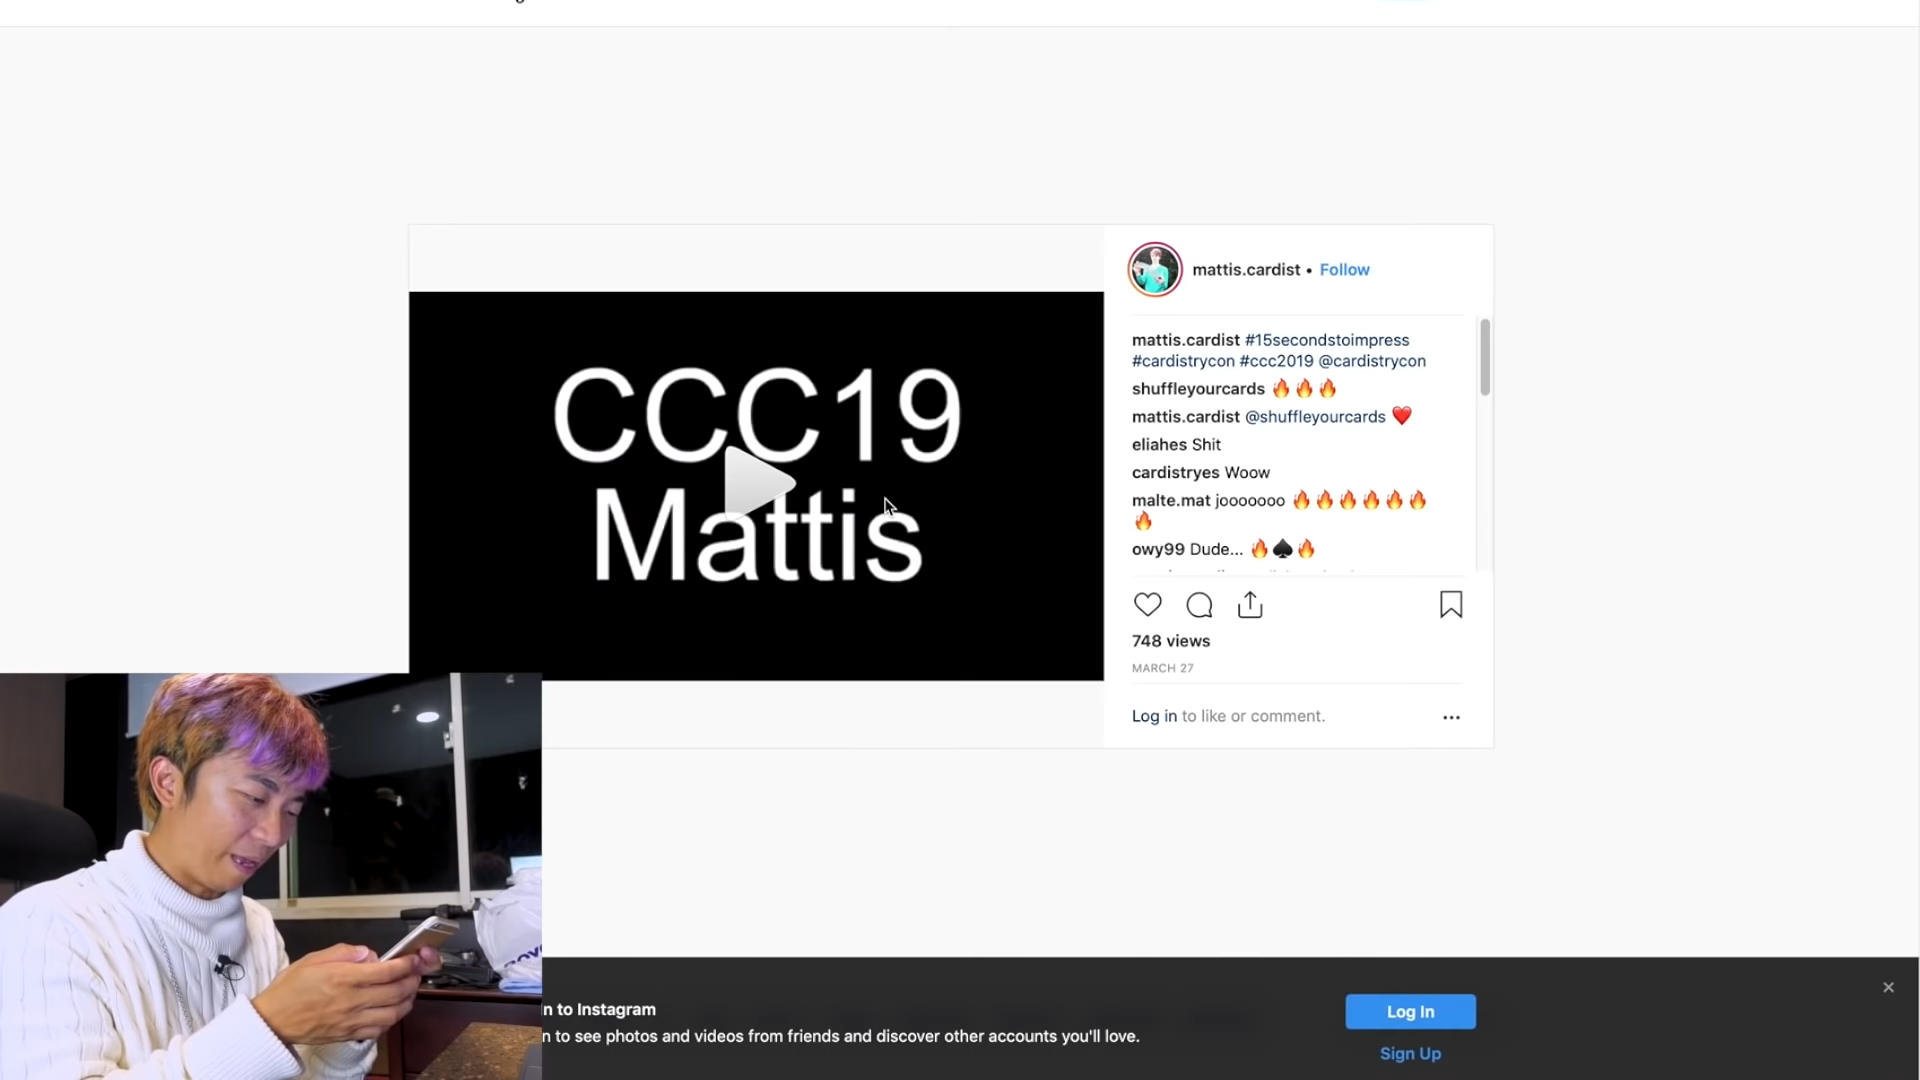 CCC19
Mattis
mattis.cardist • Follow
mattis.cardist #15secondstoimpress
#cardistrycon #ccc2019 @cardistrycon
shuffleyourcards 🔥🔥🔥
mattis.cardist @shuffleyourcards ❤️
eliahes Shit
cardistryes Woow
malte.mat jooooooo 🔥🔥🔥🔥🔥🔥
🔥
owy99 Dude... 🔥♠️🔥
748 views
MARCH 27
Log in to like or comment.
n to Instagram
n to see photos and videos from friends and discover other accounts you'll love.
Log In
Sign Up